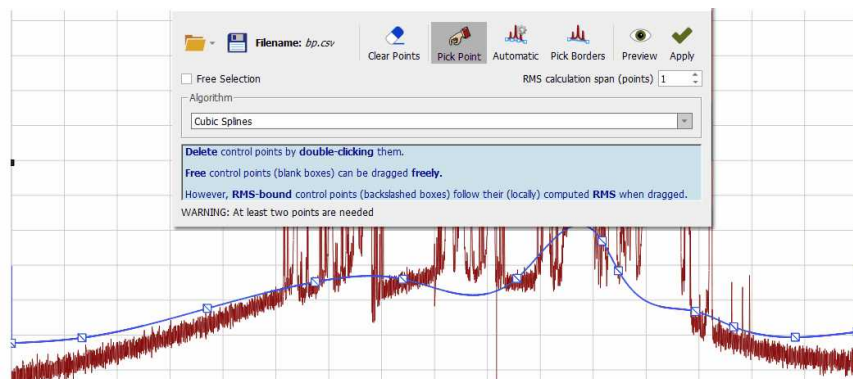 Filename: bp.csv
Clear Points Pick Point Automatic Pick Borders Preview Apply
Free Selection RMS calculation span (points) 1
Algorithm
Cubic Splines
Delete control points by double-clicking them.
Free control points (blank boxes) can be dragged freely.
However, RMS-bound control points (backslashed boxes) follow their (locally) computed RMS when dragged.
WARNING: At least two points are needed